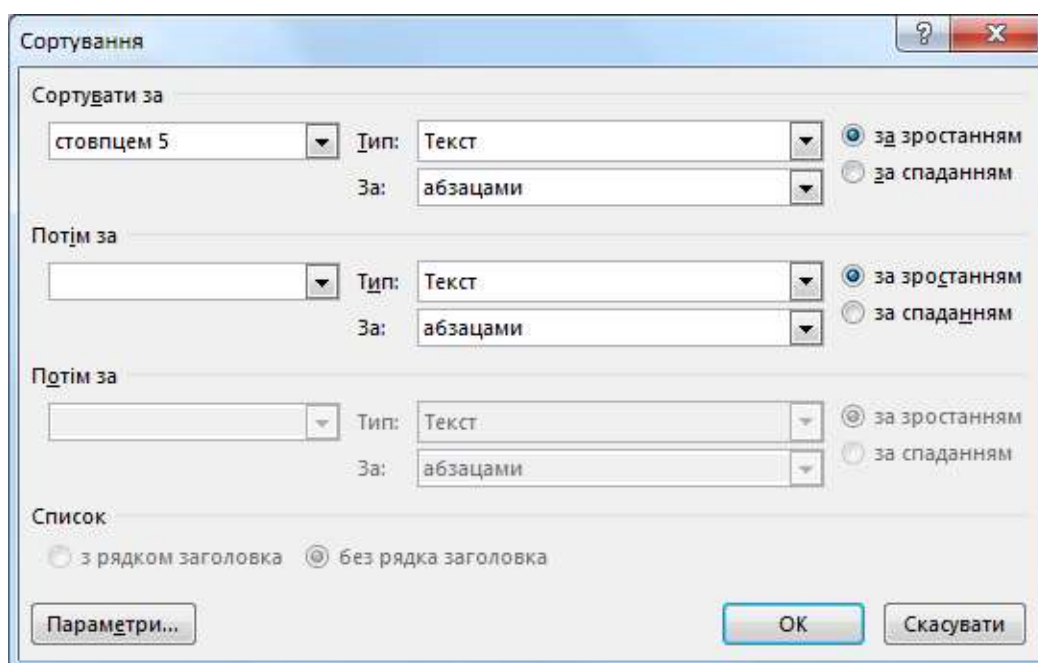 Сортування
Сортувати за
стовпцем 5 Тип: Текст за зростанням
За: абзацами за спаданням
Потім за
Тип: Текст за зростанням
За: абзацами за спаданням
Потім за
Тип: Текст за зростанням
За: абзацами за спаданням
Список
з рядком заголовка без рядка заголовка
Параметри... ОК Скасувати